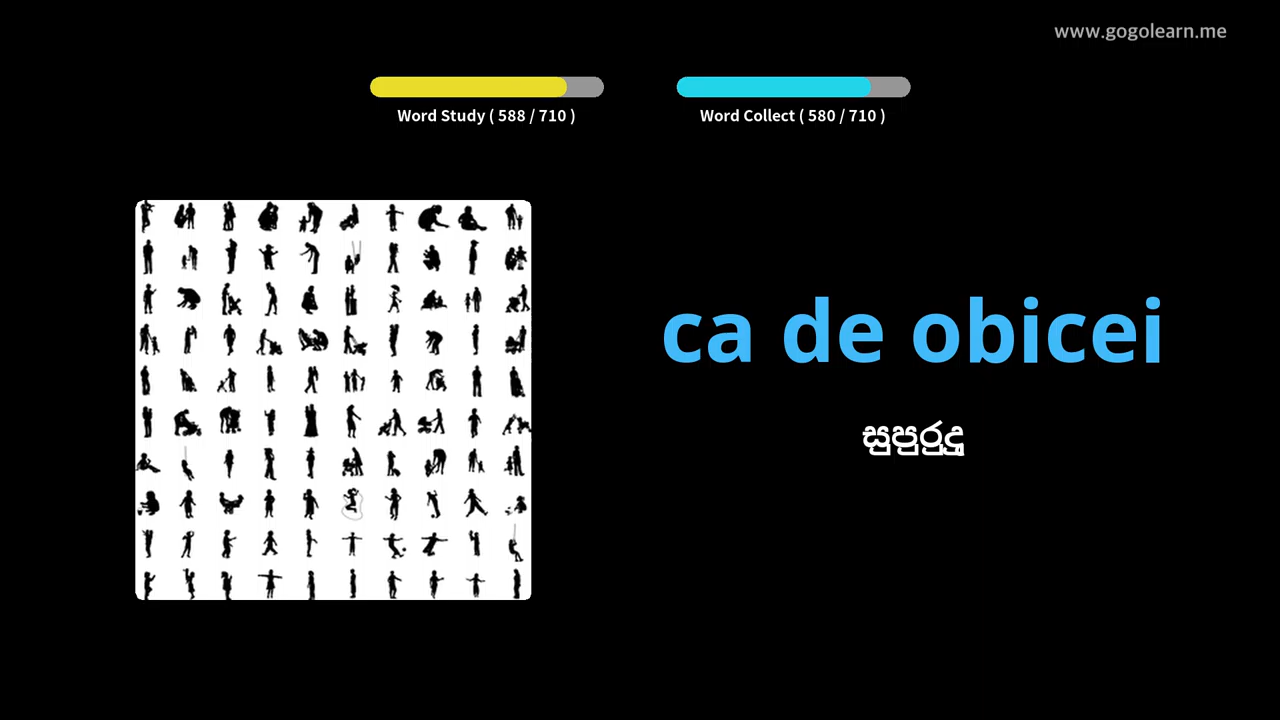 www.gogolearn.me
Word Study ( 588 / 710 )
Word Collect ( 580 / 710 )
ca de obicei
සුපුරුදු